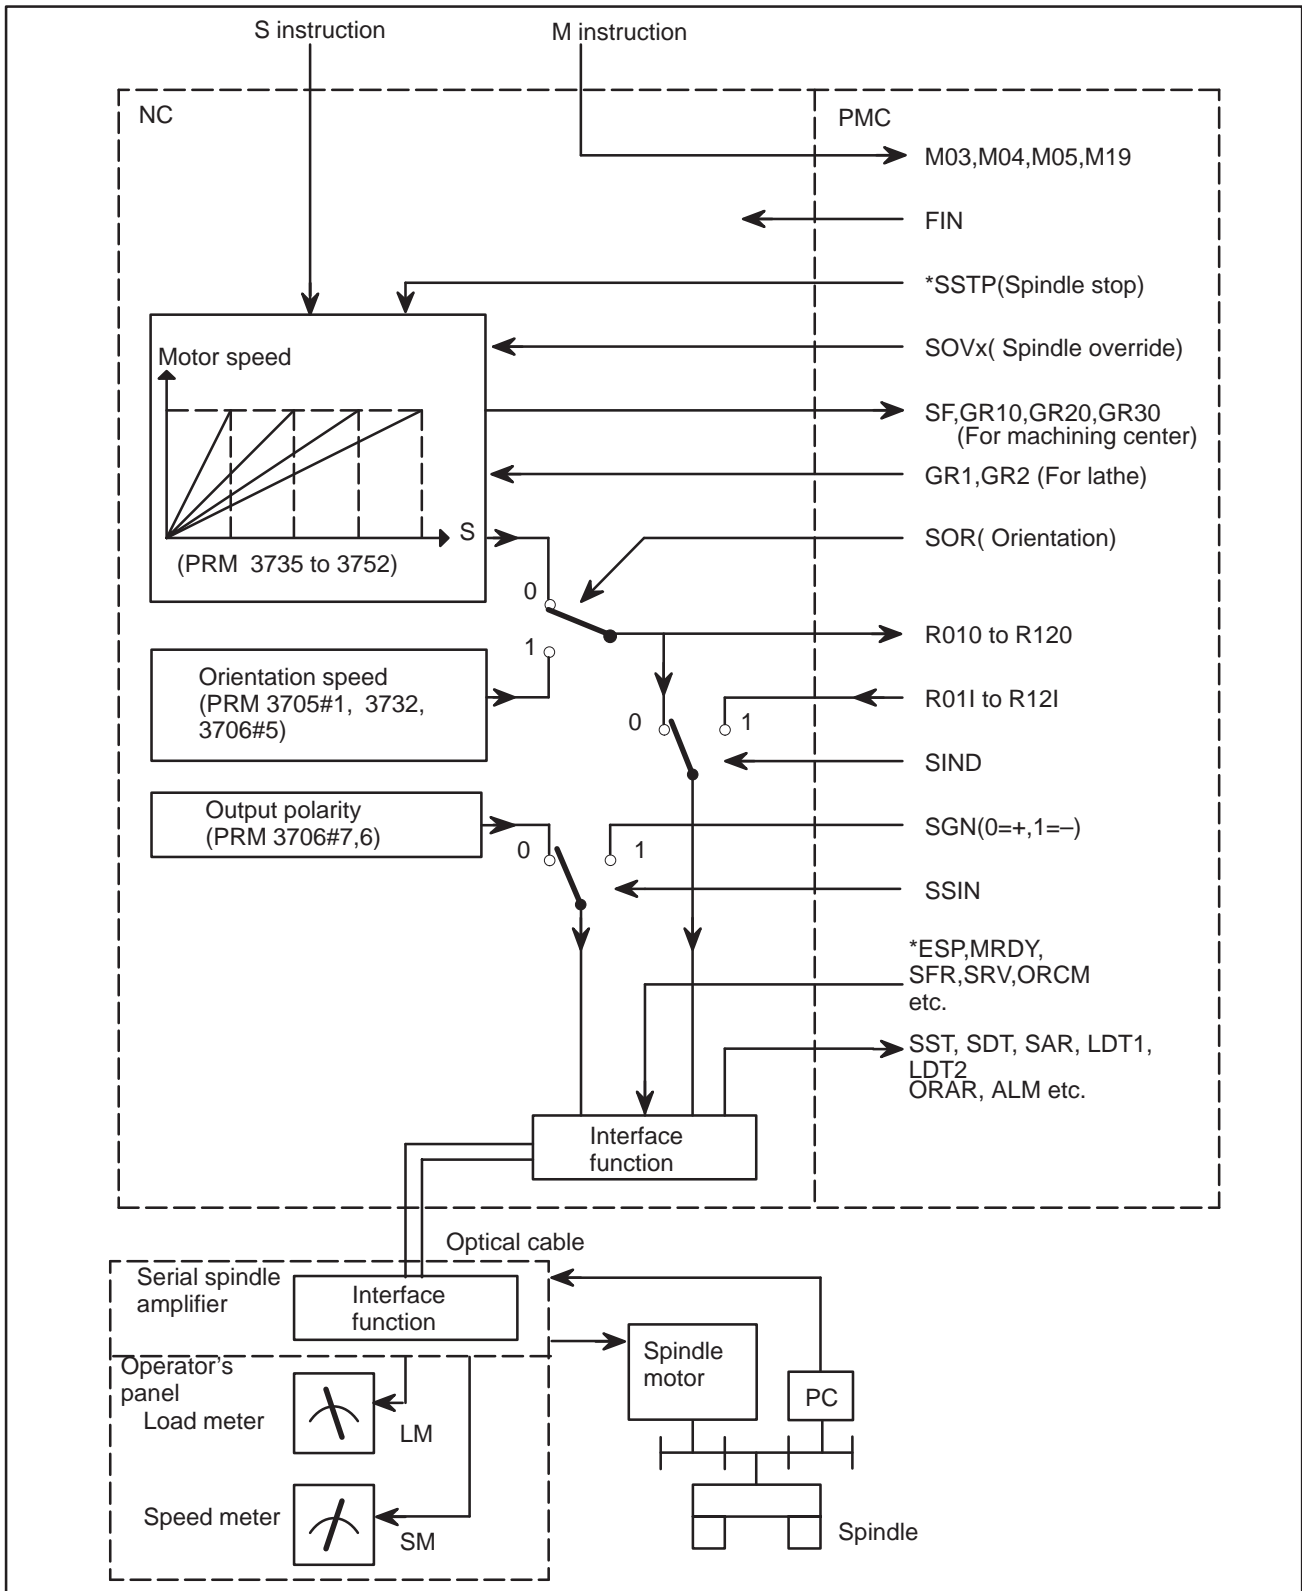 S instruction
M instruction
NC
PMC
M03,M04,M05,M19
FIN
*SSTP(Spindle stop)
SOVx( Spindle override)
Motor speed
SF,GR10,GR20,GR30
(For machining center)
GR1,GR2 (For lathe)
S
(PRM 3735 to 3752)
SOR( Orientation)
0
1
R010 to R120
Orientation speed
(PRM 3705#1, 3732,
3706#5)
R01I to R12I
0
1
SIND
Output polarity
(PRM 3706#7,6)
SGN(0=+,1=–)
0
1
SSIN
*ESP,MRDY,
SFR,SRV,ORCM
etc.
SST, SDT, SAR, LDT1,
LDT2
ORAR, ALM etc.
Interface
function
Optical cable
Serial spindle
amplifier
Interface
function
Operator's
panel
Load meter
LM
Spindle
motor
PC
Speed meter
SM
Spindle